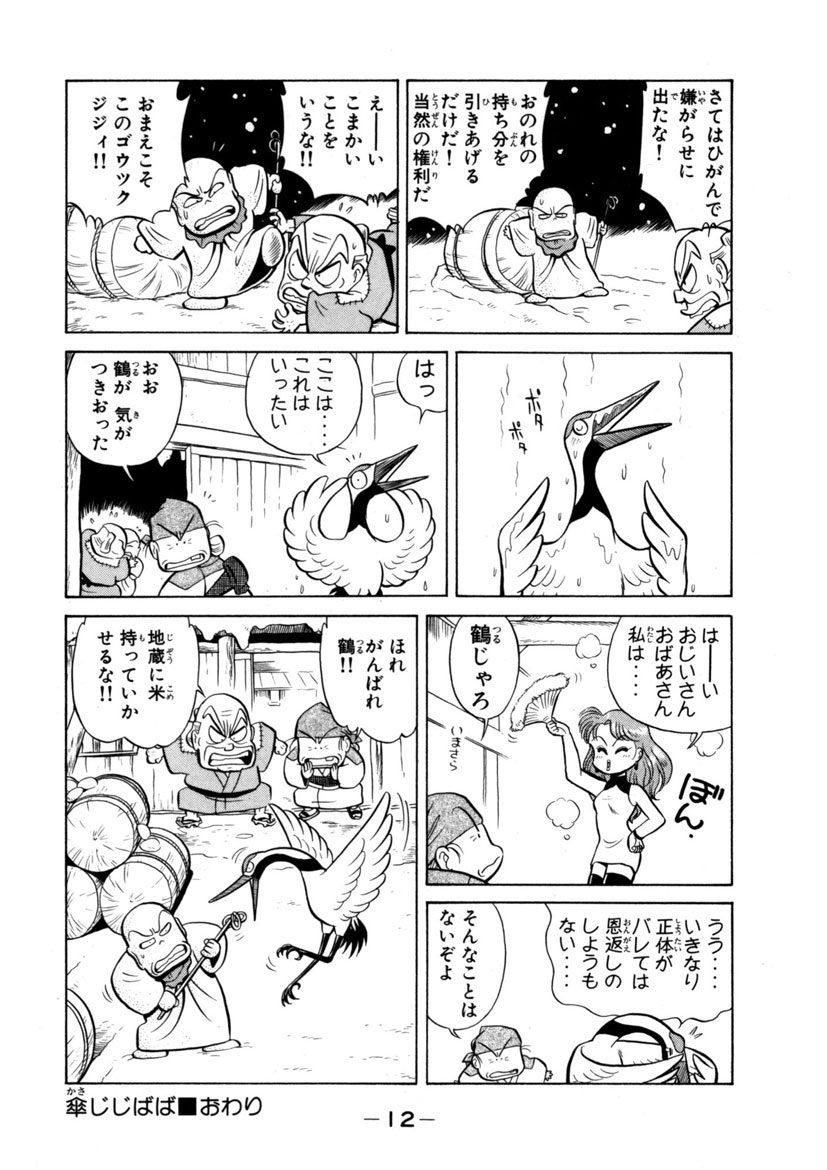 さてはひがんで
嫌がらせに
出たな！
おのれの
持ち分を
引きあげる
だけだ！
当然の権利だ
えーーい
こまかい
ことを
いうな!!
おまえこそ
このゴウツク
ジジィ!!
ボタ
ボタ
はっ
ここは‥‥
これは
いったい
おお
鶴が気が
つきおった
はーーい
おじいさん
おばあさん
私は‥‥
ぼん.
鶴じゃろ
いまさら
うう‥‥
いきなり
正体が
バレては
恩返しの
しようも
ない‥‥
そんなことは
ないぞよ
ほれ
がんばれ
鶴!!
地蔵に米
持っていか
せるな!!
傘じじばば■おわり
－12－